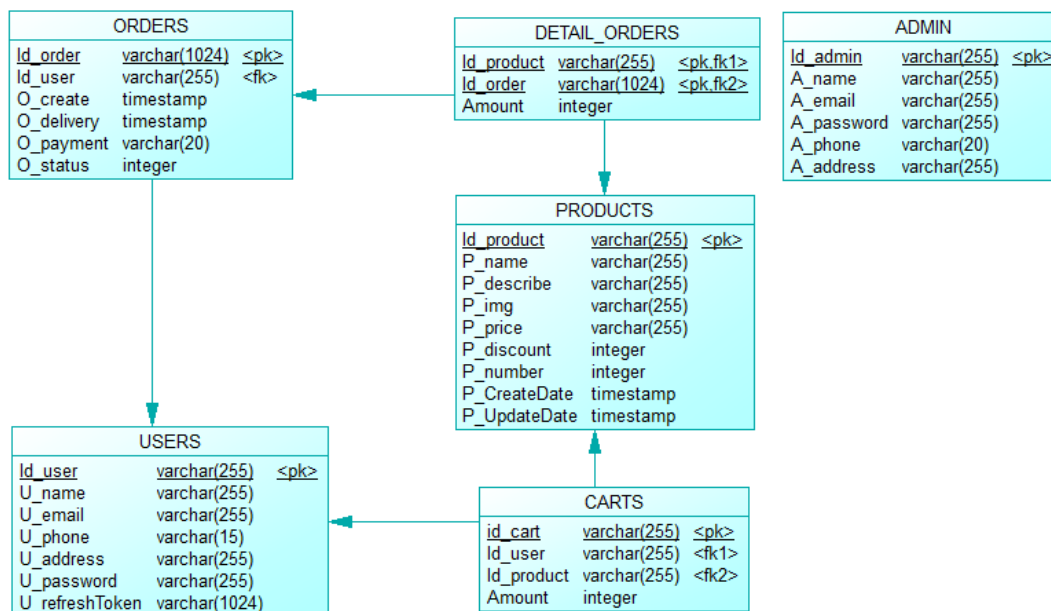 ORDERS
Id_order varchar(1024) <pk>
Id_user varchar(255) <fk>
O_create timestamp
O_delivery timestamp
O_payment varchar(20)
O_status integer
DETAIL_ORDERS
Id_product varchar(255) <pk,fk1>
Id_order varchar(1024) <pk,fk2>
Amount integer
ADMIN
Id_admin varchar(255) <pk>
A_name varchar(255)
A_email varchar(255)
A_password varchar(255)
A_phone varchar(20)
A_address varchar(255)
PRODUCTS
Id_product varchar(255) <pk>
P_name varchar(255)
P_describe varchar(255)
P_img varchar(255)
P_price varchar(255)
P_discount integer
P_number integer
P_CreateDate timestamp
P_UpdateDate timestamp
USERS
Id_user varchar(255) <pk>
U_name varchar(255)
U_email varchar(255)
U_phone varchar(15)
U_address varchar(255)
U_password varchar(255)
U_refreshToken varchar(1024)
CARTS
id_cart varchar(255) <pk>
Id_user varchar(255) <fk1>
Id_product varchar(255) <fk2>
Amount integer